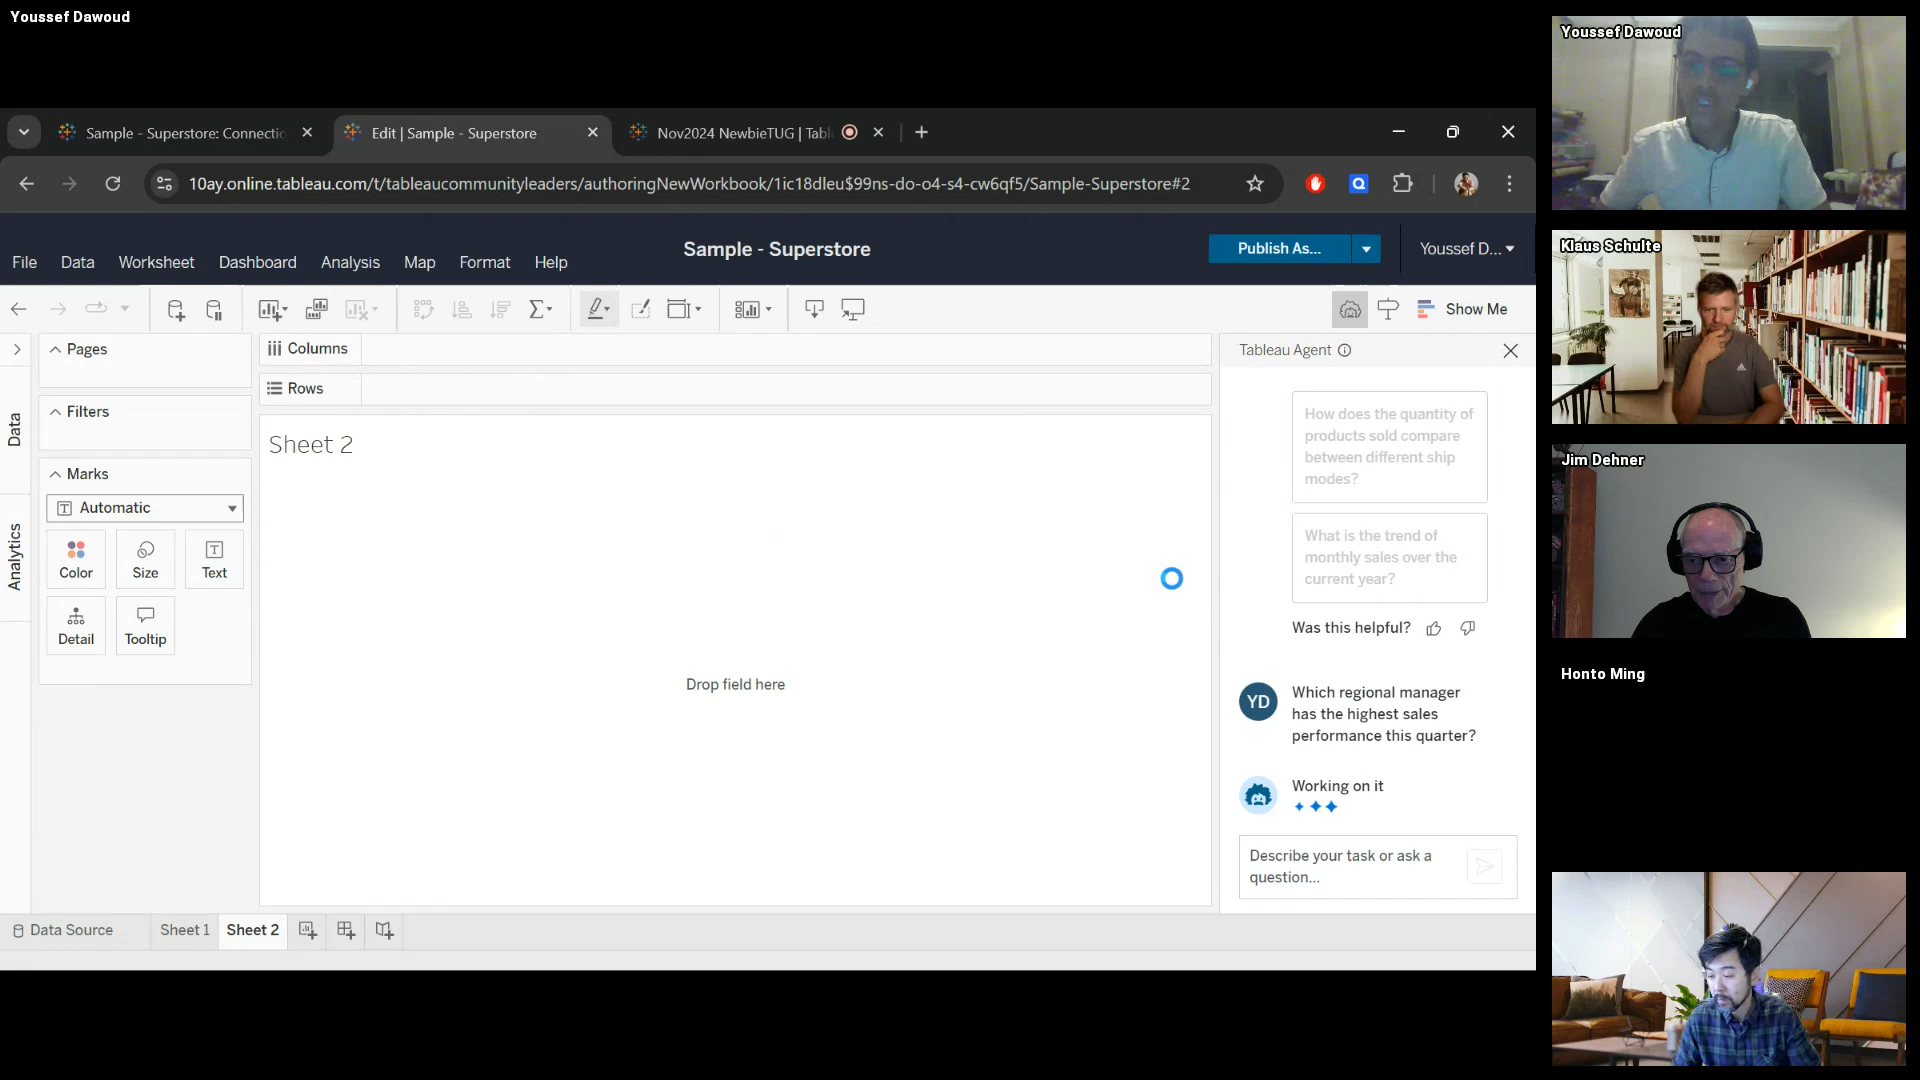 Youssef Dawoud
Sample - Superstore: Connectio
Edit | Sample - Superstore
Nov2024 NewbieTUG | Tabl
10ay.online.tableau.com/t/tableaucommunityleaders/authoringNewWorkbook/1ic18dleu$99ns-do-o4-s4-cw6qf5/Sample-Superstore#2
Sample - Superstore
Publish As...
Youssef D...
File Data Worksheet Dashboard Analysis Map Format Help
Show Me
Pages
Filters
Marks
Automatic
Color Size Text
Detail Tooltip
Data
Analytics
Columns
Rows
Sheet 2
Drop field here
Tableau Agent
How does the quantity of
products sold compare
between different ship
modes?
What is the trend of
monthly sales over the
current year?
Was this helpful?
YD
Which regional manager
has the highest sales
performance this quarter?
Working on it
Describe your task or ask a
question...
Data Source Sheet 1 Sheet 2
Youssef Dawoud
Klaus Schulte
Jim Dehner
Honto Ming